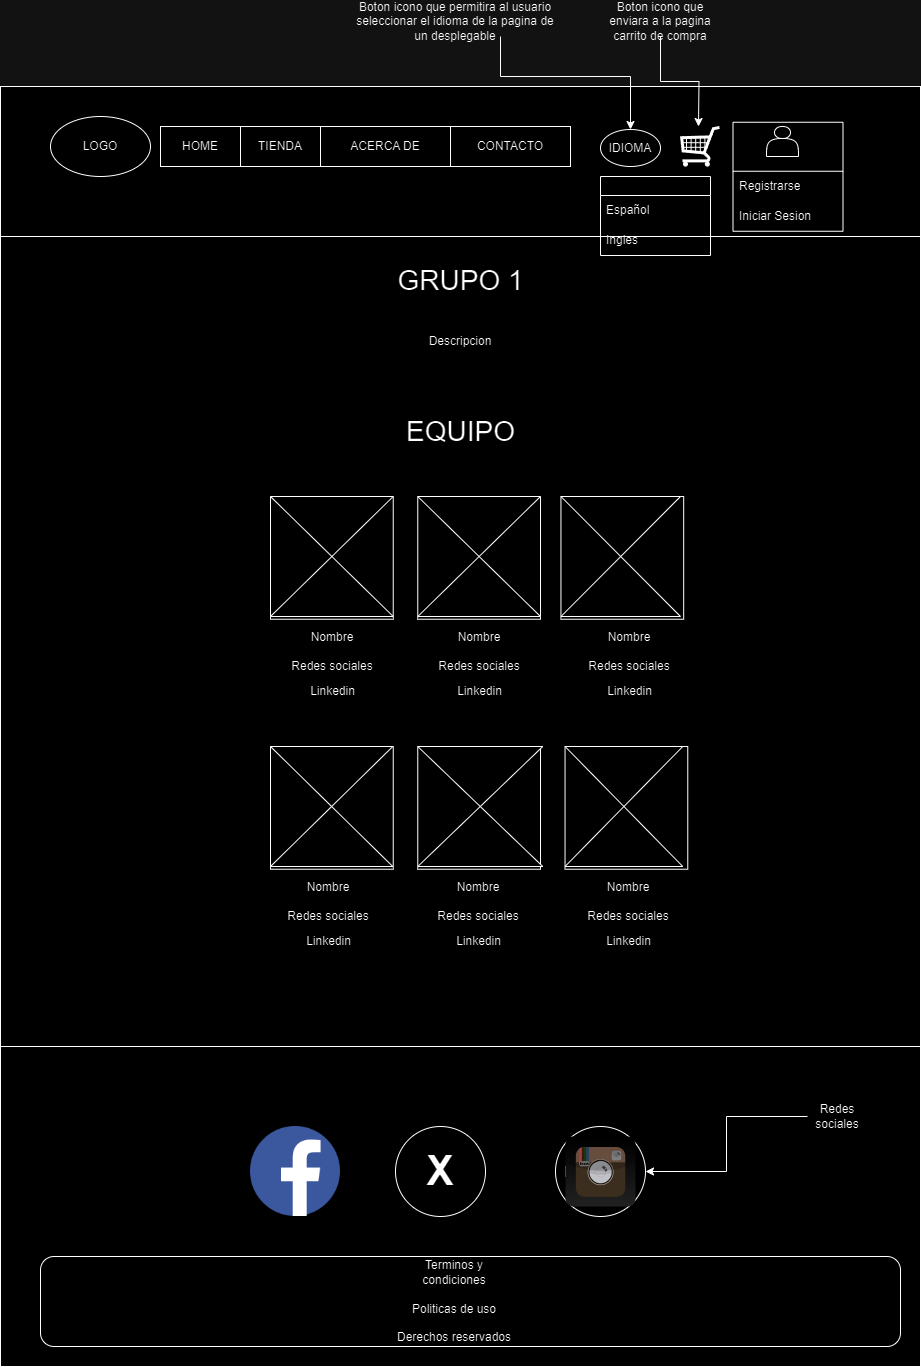 Boton icono que permitira al usuario
seleccionar el idioma de la pagina de
un desplegable
Boton icono que
enviara a la pagina
carrito de compra
LOGO
HOME
TIENDA
ACERCA DE
CONTACTO
IDIOMA
Español
Ingles
Registrarse
Iniciar Sesion
GRUPO 1
Descripcion
EQUIPO
Nombre
Nombre
Nombre
Redes sociales
Redes sociales
Redes sociales
Linkedin
Linkedin
Linkedin
Nombre
Nombre
Nombre
Redes sociales
Redes sociales
Redes sociales
Linkedin
Linkedin
Linkedin
f
X
Redes
sociales
Terminos y
condiciones
Politicas de uso
Derechos reservados